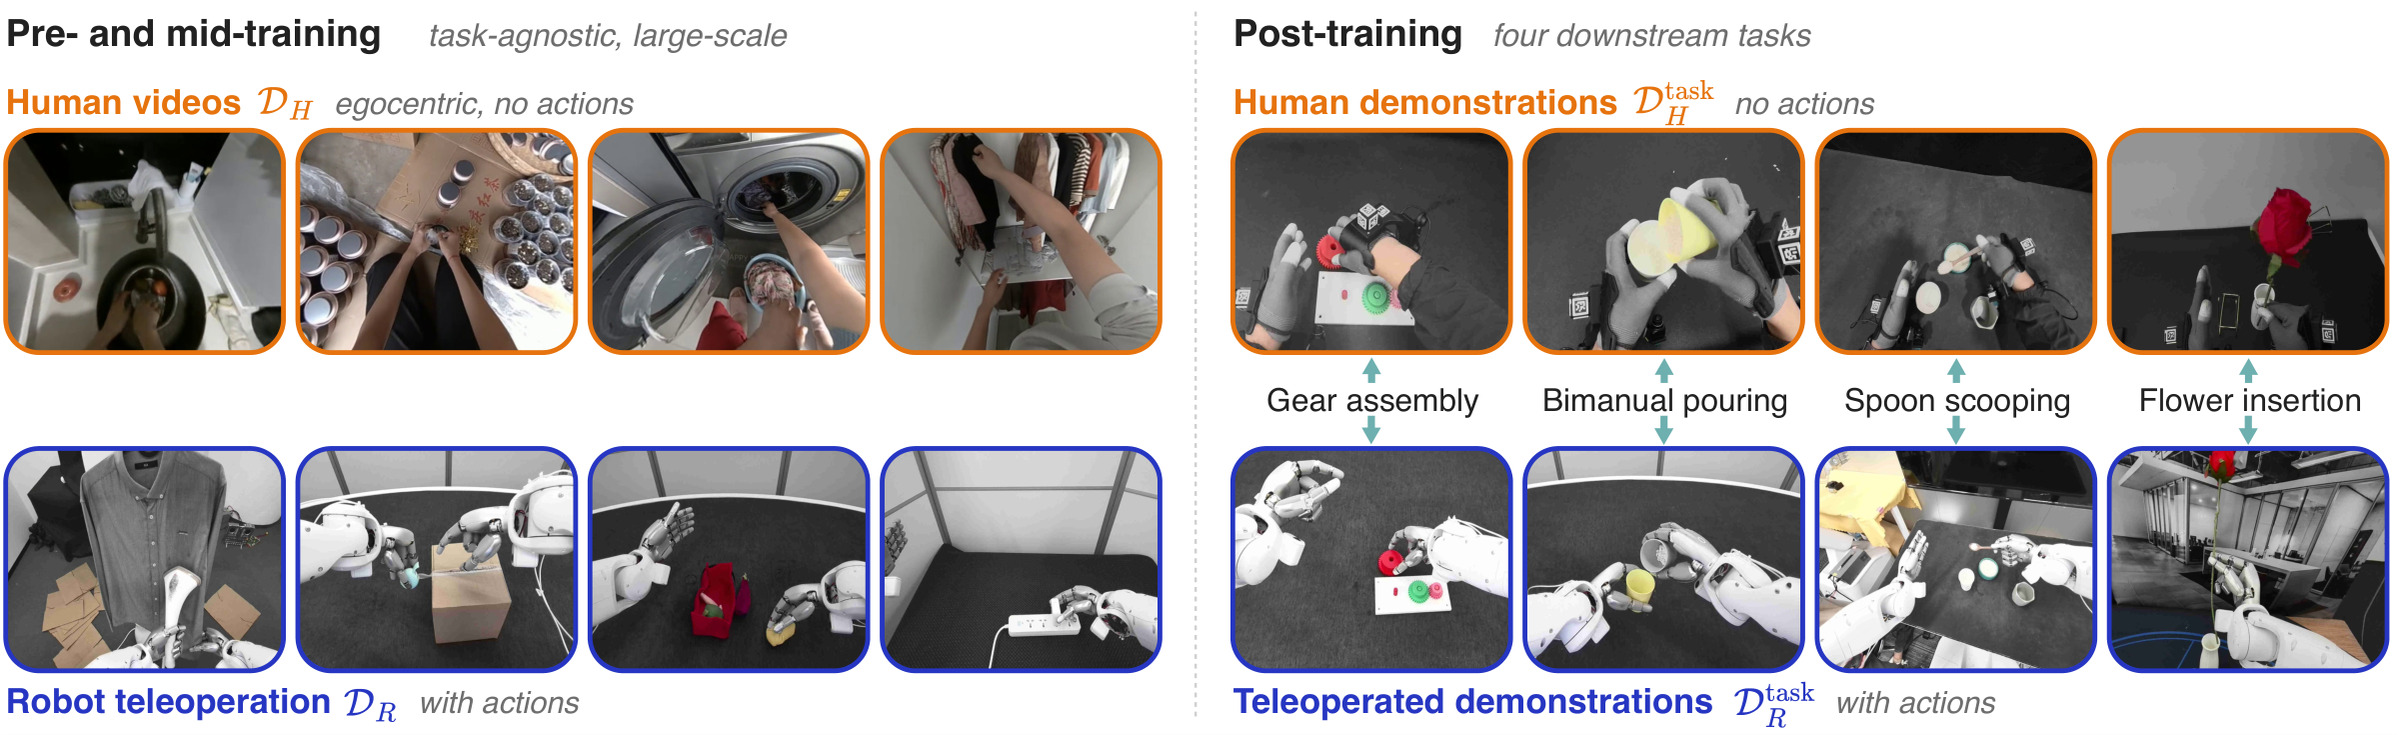 Pre- and mid-training task-agnostic, large-scale
Human videos 𝒟_H egocentric, no actions
Robot teleoperation 𝒟_R with actions
Post-training four downstream tasks
Human demonstrations 𝒟_H^task no actions
Gear assembly
Bimanual pouring
Spoon scooping
Flower insertion
Teleoperated demonstrations 𝒟_R^task with actions